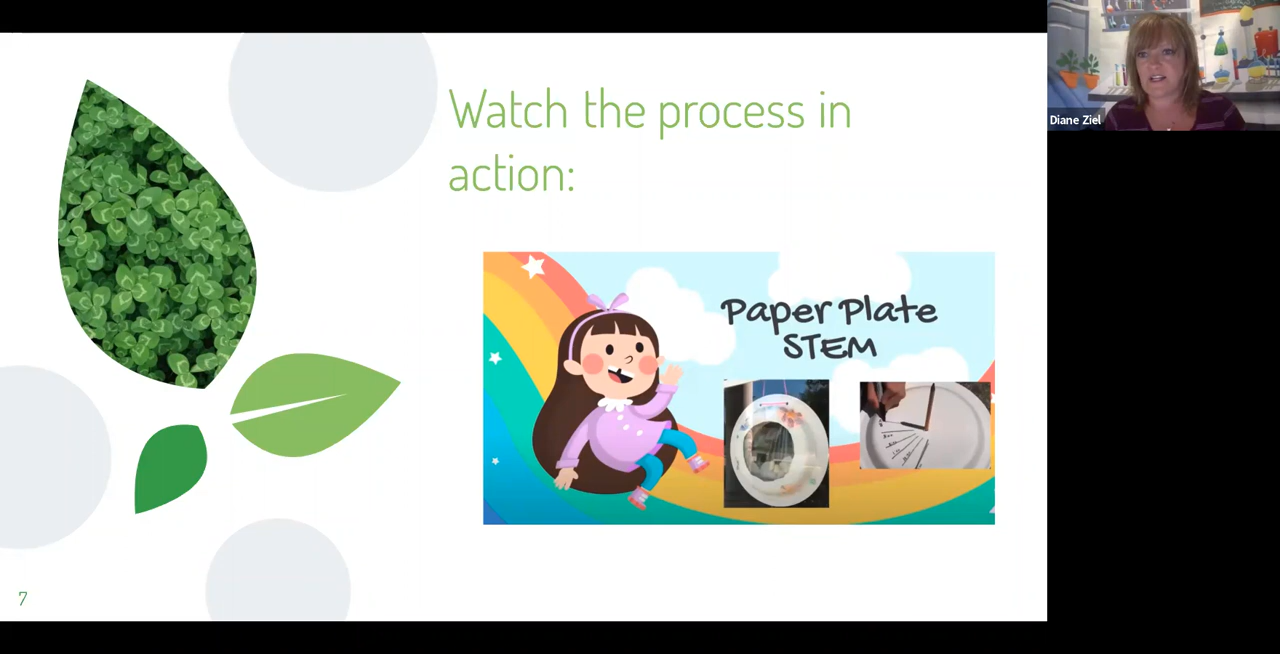 Watch the process in
action:
Paper Plate
STEM
7
Diane Ziel